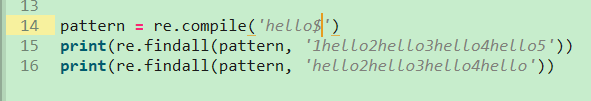 13
14 pattern = re.compile('hello$')
15 print(re.findall(pattern, '1hello2hello3hello4hello5'))
16 print(re.findall(pattern, 'hello2hello3hello4hello'))